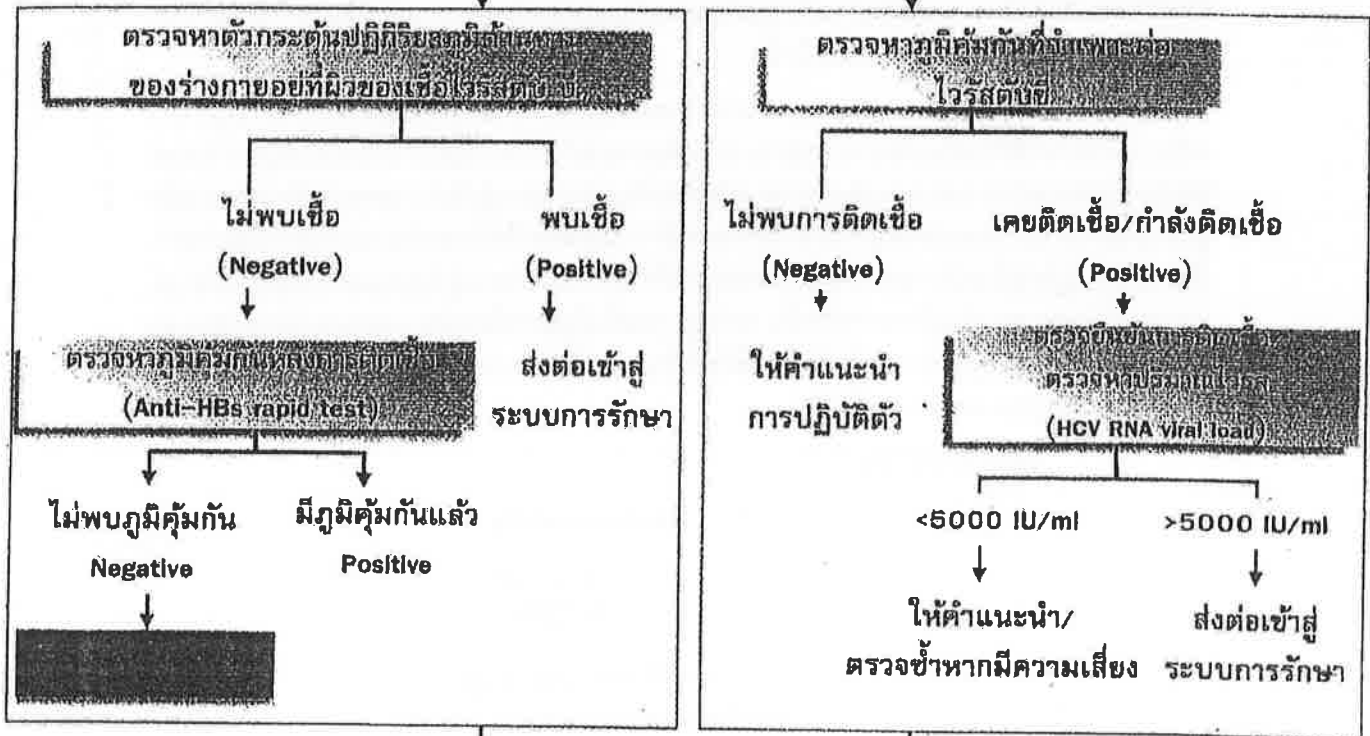 ตรวจหาตัวกระตุ้นปฏิกิริยาภูมิต้านทาน
ของร่างกายอยู่ที่ผิวของเชื้อไวรัสตับ บี
ไม่พบเชื้อ
(Negative)
พบเชื้อ
(Positive)
ตรวจหาภูมิคุ้มกันหลังการติดเชื้อ
(Anti-HBs rapid test)
ส่งต่อเข้าสู่
ระบบการรักษา
ไม่พบภูมิคุ้มกัน
Negative
มีภูมิคุ้มกันแล้ว
Positive
ตรวจหาภูมิคุ้มกันที่จำเพาะต่อ
ไวรัสตับซี
ไม่พบการติดเชื้อ
(Negative)
เคยติดเชื้อ/กำลังติดเชื้อ
(Positive)
ให้คำแนะนำ
การปฏิบัติตัว
ตรวจยืนยันการติดเชื้อ
ตรวจหาปริมาณไวรัส
(HCV RNA viral load)
<5000 IU/ml
>5000 IU/ml
ให้คำแนะนำ/
ตรวจซ้ำหากมีความเสี่ยง
ส่งต่อเข้าสู่
ระบบการรักษา